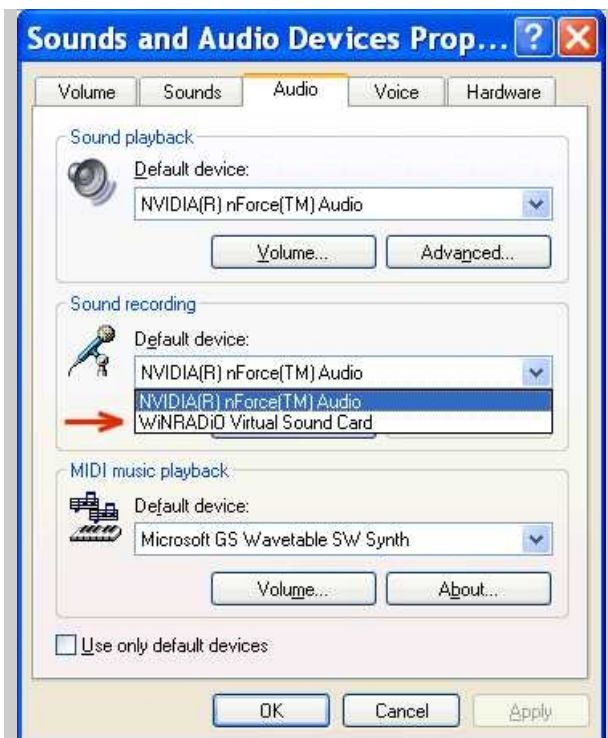 Sounds and Audio Devices Prop...
Volume Sounds Audio Voice Hardware
Sound playback
Default device:
NVIDIA(R) nForce(TM) Audio
Volume... Advanced...
Sound recording
Default device:
NVIDIA(R) nForce(TM) Audio
NVIDIA(R) nForce(TM) Audio
WiNRADiO Virtual Sound Card
MIDI music playback
Default device:
Microsoft GS Wavetable SW Synth
Volume... About...
Use only default devices
OK Cancel Apply